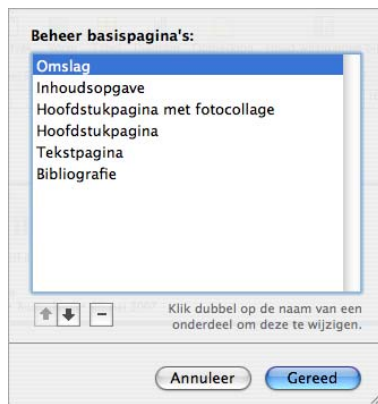 Beheer basispagina's:
Omslag
Inhoudsopgave
Hoofdstukpagina met fotocollage
Hoofdstukpagina
Tekstpagina
Bibliografie
Klik dubbel op de naam van een
onderdeel om deze te wijzigen.
Annuleer
Gereed